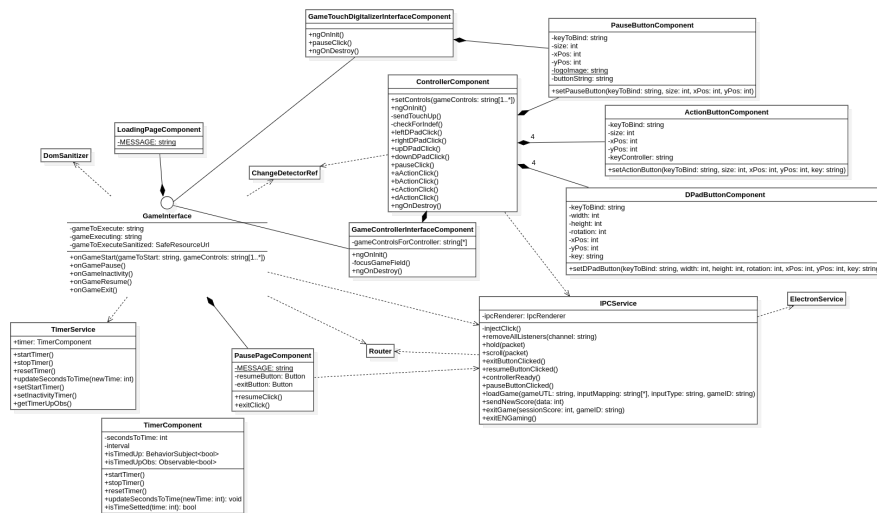 GameTouchDigitalizerInterfaceComponent
+ngOnInit()
+pauseClick()
+ngOnDestroy()
PauseButtonComponent
-keyToBind: string
-size: int
-xPos: int
-yPos: int
-logoImage: string
-buttonString: string
+setPauseButton(keyToBind: string, size: int, xPos: int, yPos: int)
ControllerComponent
+setControls(gameControls: string[1..*])
+ngOnInit()
-sendTouchUp()
-checkForIndef()
+leftDPadClick()
+rightDPadClick()
+upDPadClick()
+downDPadClick()
+pauseClick()
+aActionClick()
+bActionClick()
+cActionClick()
+dActionClick()
+ngOnDestroy()
ActionButtonComponent
-keyToBind: string
-size: int
-xPos: int
-yPos: int
-keyController: string
+setActionButton(keyToBind: string, size: int, xPos: int, yPos: int, key: string)
4
4
LoadingPageComponent
-MESSAGE: string
DomSanitizer
ChangeDetectorRef
DPadButtonComponent
-keyToBind: string
-width: int
-height: int
-rotation: int
-xPos: int
-yPos: int
-key: string
+setDPadButton(keyToBind: string, width: int, height: int, rotation: int, xPos: int, yPos: int, key: string
GameInterface
-gameToExecute: string
-gameExecuting: string
-gameToExecuteSanitized: SafeResourceUrl
+onGameStart(gameToStart: string, gameControls: string[1..*])
+onGamePause()
+onGameInactivity()
+onGameResume()
+onGameExit()
GameControllerInterfaceComponent
-gameControlsForController: string[*]
+ngOnInit()
-focusGameField()
+ngOnDestroy()
IPCService
-IpcRenderer: IpcRenderer
-injectClick()
+removeAllListeners(channel: string)
+hold(packet)
+scroll(packet)
+exitButtonClicked()
+resumeButtonClicked()
+controllerReady()
+pauseButtonClicked()
+loadGame(gameUTL: string, inputMapping: string[*], inputType: string, gameID: string)
+sendNewScore(data: int)
+exitGame(sessionScore: int, gameID: string)
+exitENGaming()
ElectronService
TimerService
+timer: TimerComponent
+startTimer()
+stopTimer()
+resetTimer()
+updateSecondsToTime(newTime: int)
+setStartTimer()
+setInactivityTimer()
+getTimerUpObs()
PausePageComponent
-MESSAGE: string
-resumeButton: Button
-exitButton: Button
+resumeClick()
+exitClick()
Router
TimerComponent
-secondsToTime: int
-interval
+isTimedUp: BehaviorSubject<bool>
+isTimedUpObs: Observable<bool>
+startTimer()
+stopTimer()
+resetTimer()
+updateSecondsToTime(newTime: int): void
+isTimeSetted(time: int): bool